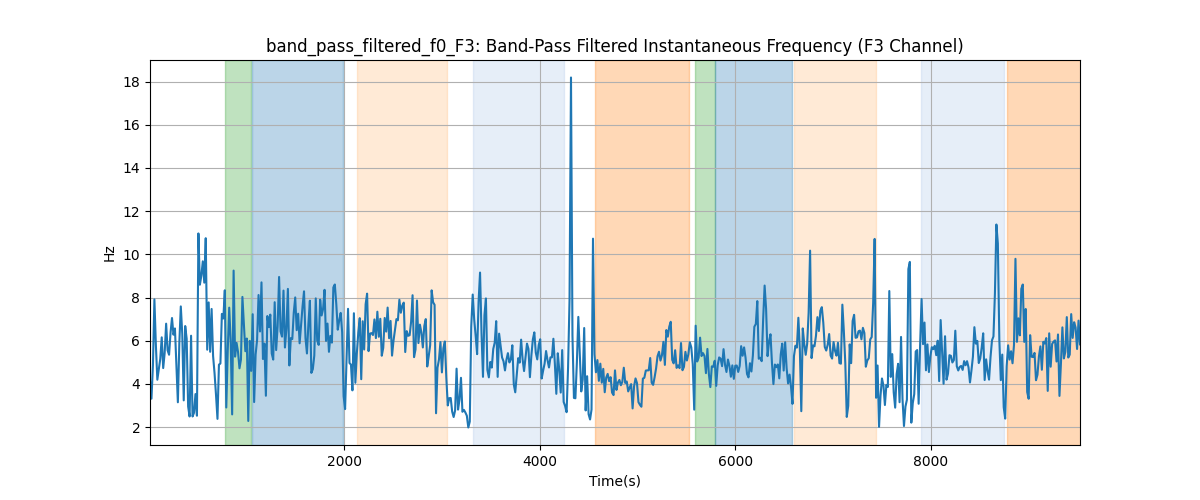 band_pass_filtered_f0_F3: Band-Pass Filtered Instantaneous Frequency (F3 Channel)
18
16
14
12
10
8
6
4
2
Hz
2000 4000 6000 8000
Time(s)